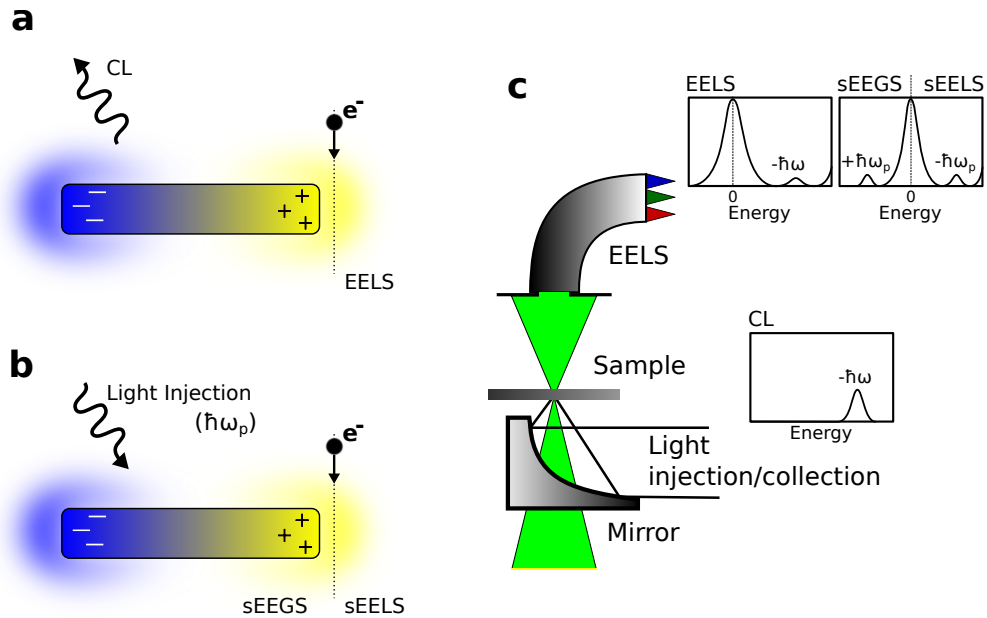 a
CL
e-
− − −
+ + +
EELS
b
Light Injection
(ħωp)
e-
− − −
+ + +
sEEGS sEELS
c
EELS
-ħω
0
Energy
sEEGS sEELS
+ħωp -ħωp
0
Energy
EELS
Sample
CL
-ħω
Energy
Light
injection/collection
Mirror